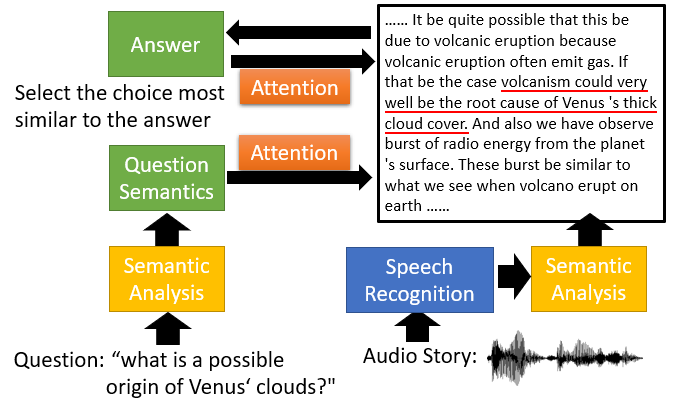 Answer
Select the choice most
similar to the answer
Attention
Attention
Question
Semantics
Semantic
Analysis
Question: “what is a possible
origin of Venus‘ clouds?"
...... It be quite possible that this be
due to volcanic eruption because
volcanic eruption often emit gas. If
that be the case volcanism could very
well be the root cause of Venus 's thick
cloud cover. And also we have observe
burst of radio energy from the planet
's surface. These burst be similar to
what we see when volcano erupt on
earth ......
Speech
Recognition
Semantic
Analysis
Audio Story: